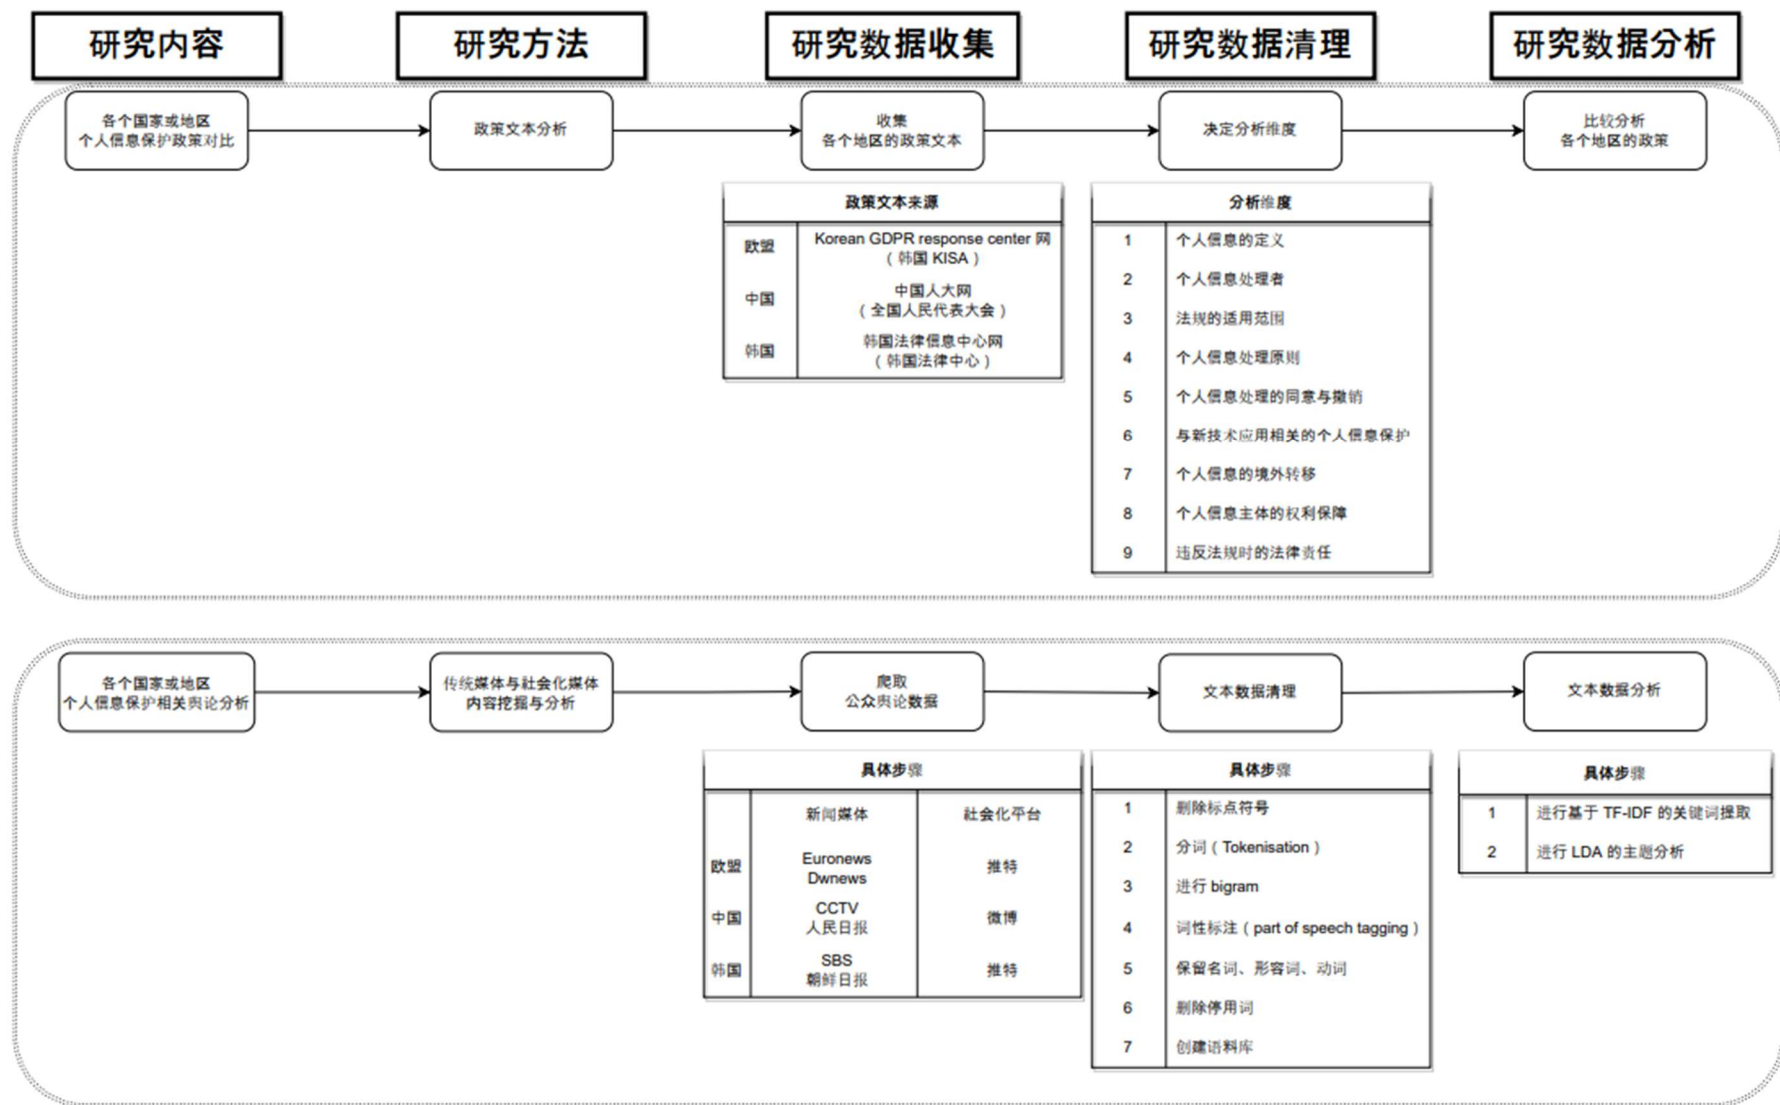 研究内容
研究方法
研究数据收集
研究数据清理
研究数据分析
各个国家或地区
个人信息保护政策对比
政策文本分析
收集
各个地区的政策文本
决定分析维度
比较分析
各个地区的政策
政策文本来源
欧盟
Korean GDPR response center 网
（韩国 KISA）
中国
中国人大网
（全国人民代表大会）
韩国
韩国法律信息中心网
（韩国法律中心）
分析维度
1 个人信息的定义
2 个人信息处理者
3 法规的适用范围
4 个人信息处理原则
5 个人信息处理的同意与撤销
6 与新技术应用相关的个人信息保护
7 个人信息的境外转移
8 个人信息主体的权利保障
9 违反法规时的法律责任
各个国家或地区
个人信息保护相关舆论分析
传统媒体与社会化媒体
内容挖掘与分析
爬取
公众舆论数据
文本数据清理
文本数据分析
具体步骤
新闻媒体 社会化平台
欧盟
Euronews
Dwnews
推特
中国
CCTV
人民日报
微博
韩国
SBS
朝鲜日报
推特
具体步骤
1 删除标点符号
2 分词（Tokenisation）
3 进行 bigram
4 词性标注（part of speech tagging）
5 保留名词、形容词、动词
6 删除停用词
7 创建语料库
具体步骤
1 进行基于 TF-IDF 的关键词提取
2 进行 LDA 的主题分析